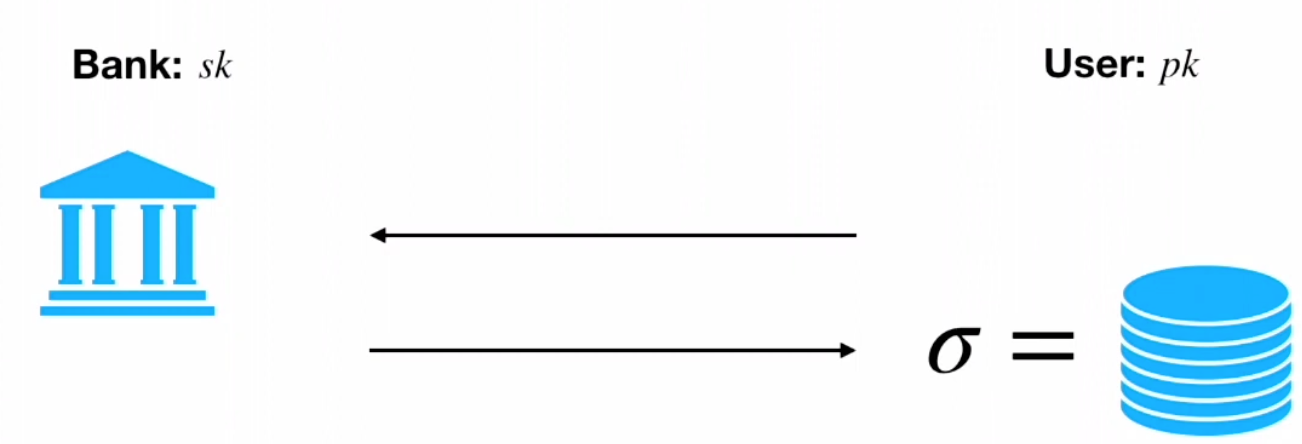 Bank: sk
User: pk
σ =